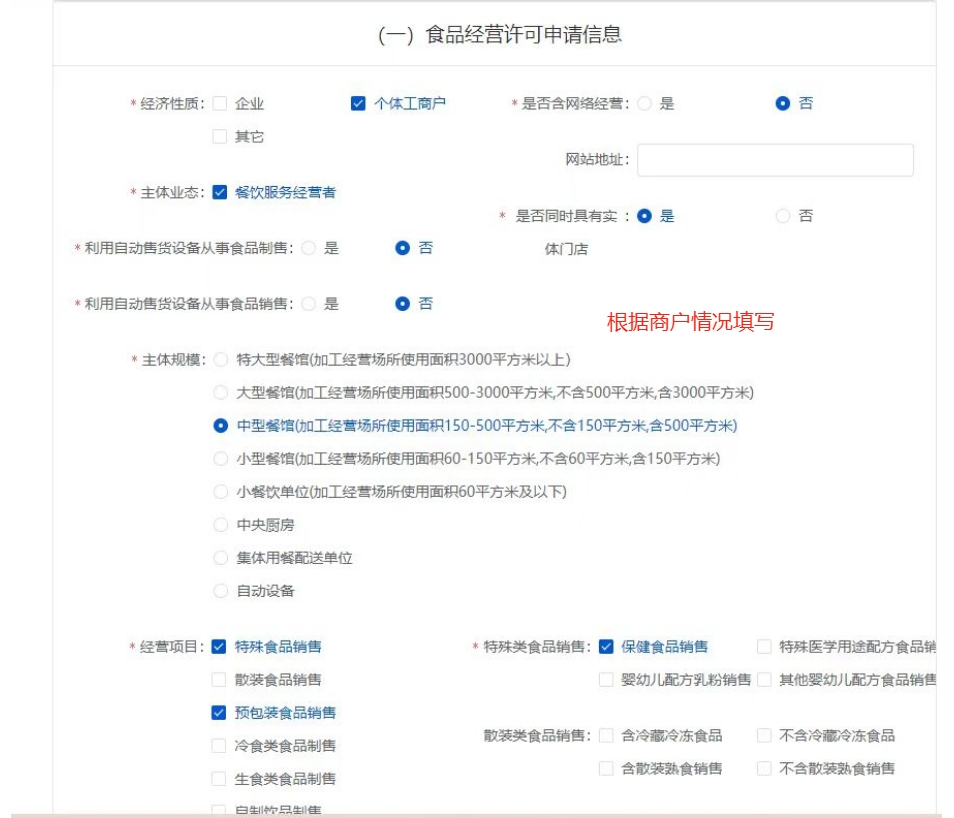 (一) 食品经营许可申请信息
* 经济性质: 企业 个体工商户 * 是否含网络经营: 是 否
其它
网站地址:
* 主体业态: 餐饮服务经营者
* 是否同时具有实体门店: 是 否
* 利用自动售货设备从事食品制售: 是 否
* 利用自动售货设备从事食品销售: 是 否
根据商户情况填写
* 主体规模: 特大型餐馆(加工经营场所使用面积3000平方米以上)
大型餐馆(加工经营场所使用面积500-3000平方米,不含500平方米,含3000平方米)
中型餐馆(加工经营场所使用面积150-500平方米,不含150平方米,含500平方米)
小型餐馆(加工经营场所使用面积60-150平方米,不含60平方米,含150平方米)
小餐饮单位(加工经营场所使用面积60平方米及以下)
中央厨房
集体用餐配送单位
自动设备
* 经营项目: 特殊食品销售 * 特殊类食品销售: 保健食品销售 特殊医学用途配方食品销
散装食品销售 婴幼儿配方乳粉销售 其他婴幼儿配方食品销售
预包装食品销售
散装类食品销售: 含冷藏冷冻食品 不含冷藏冷冻食品
冷食类食品制售
含散装熟食销售 不含散装熟食销售
生食类食品制售
自制饮品制售